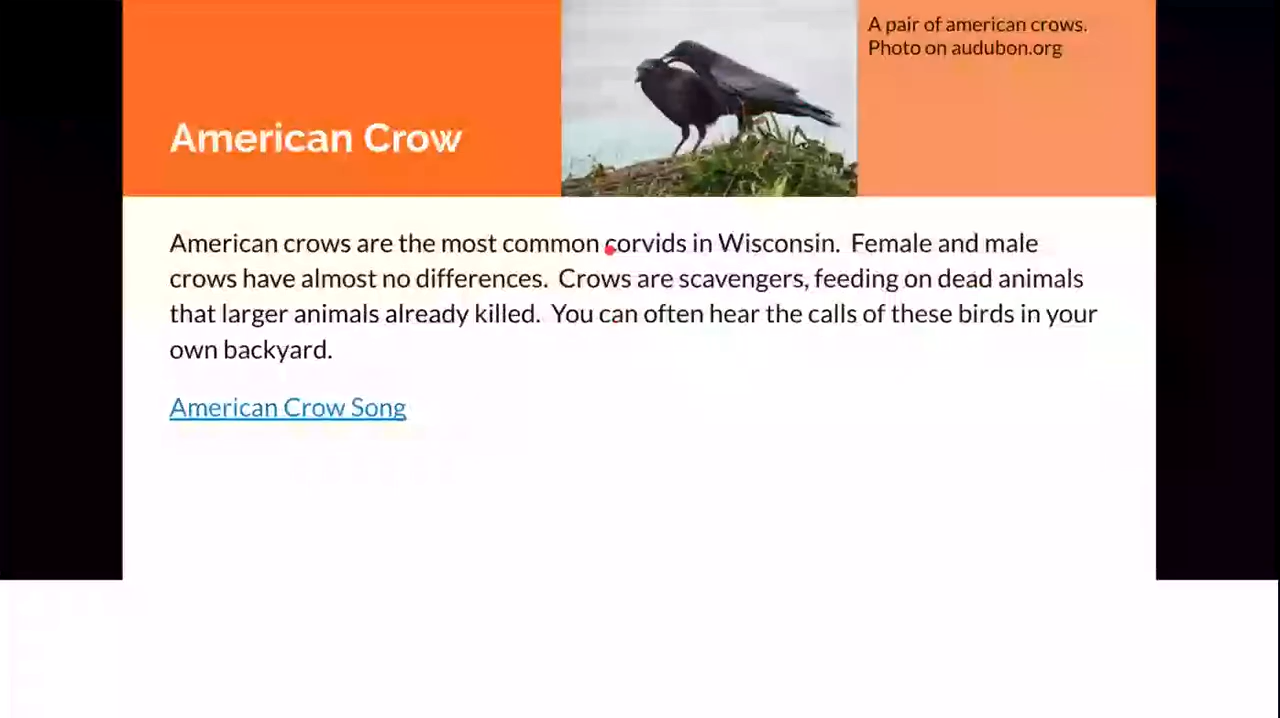 A pair of american crows.
Photo on audubon.org
American Crow
American crows are the most common corvids in Wisconsin.  Female and male
crows have almost no differences.  Crows are scavengers, feeding on dead animals
that larger animals already killed.  You can often hear the calls of these birds in your
own backyard.
American Crow Song